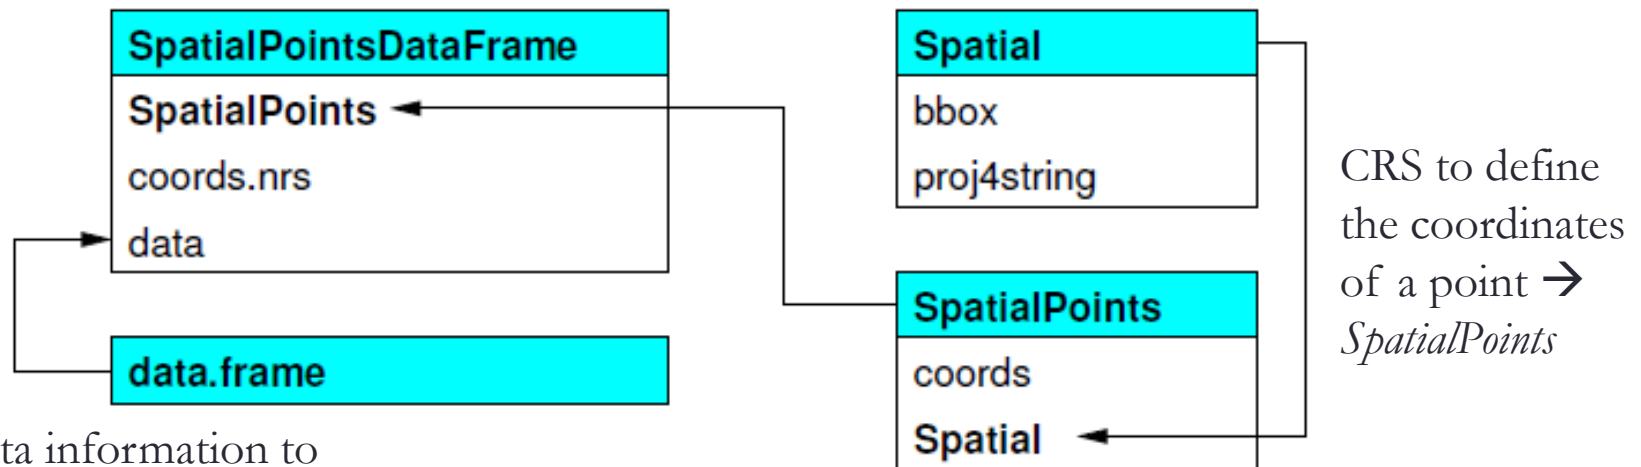 SpatialPointsDataFrame
SpatialPoints
coords.nrs
data
data.frame
ta information to
Spatial
bbox
proj4string
SpatialPoints
coords
Spatial
CRS to define
the coordinates
of a point →
SpatialPoints